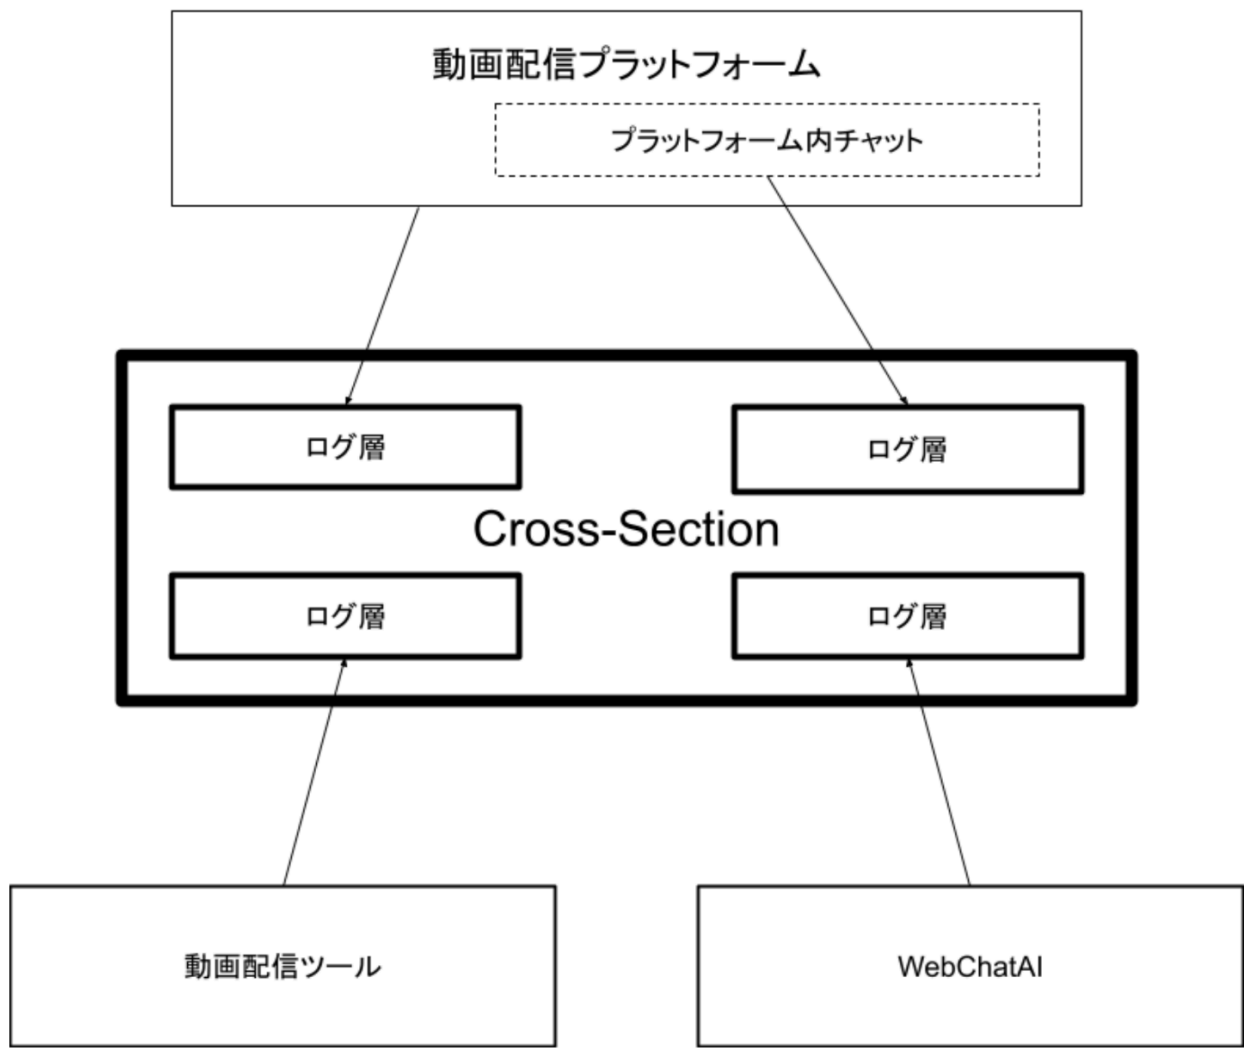 動画配信プラットフォーム
プラットフォーム内チャット
ログ層
ログ層
Cross-Section
ログ層
ログ層
動画配信ツール
WebChatAI